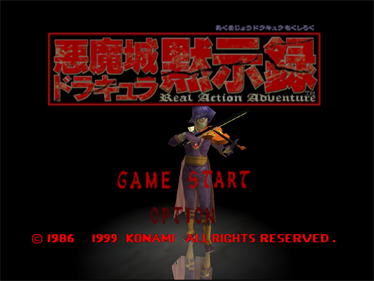 あくまじょうドラキュラもくしろく
悪魔城
ドラキュラ
黙示録
Real Action Adventure
TM
GAME START
OPTION
© 1986 1999 KONAMI ALL RIGHTS RESERVED.